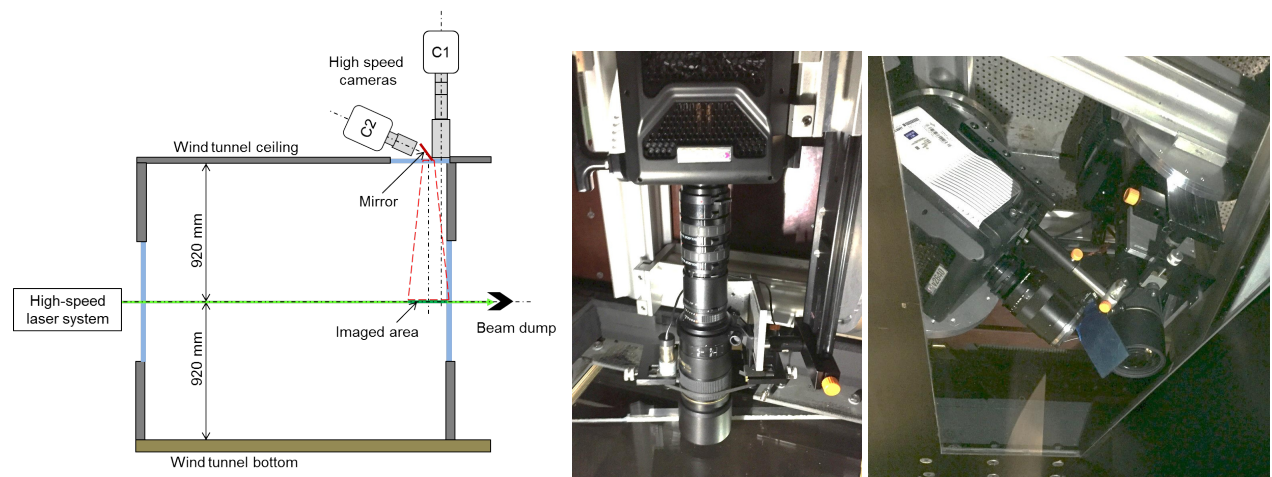 C1
High speed
cameras
C2
Wind tunnel ceiling
Mirror
920 mm
High-speed
laser system
Imaged area
Beam dump
920 mm
Wind tunnel bottom